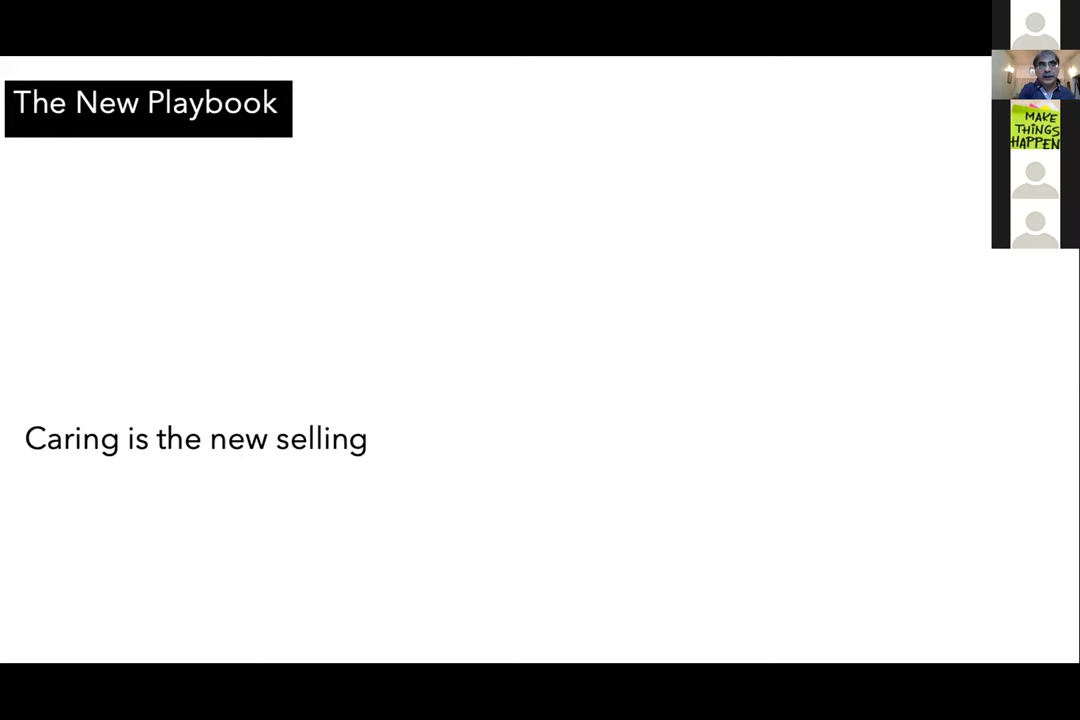 The New Playbook
MAKE
THINGS
HAPPEN
Caring is the new selling